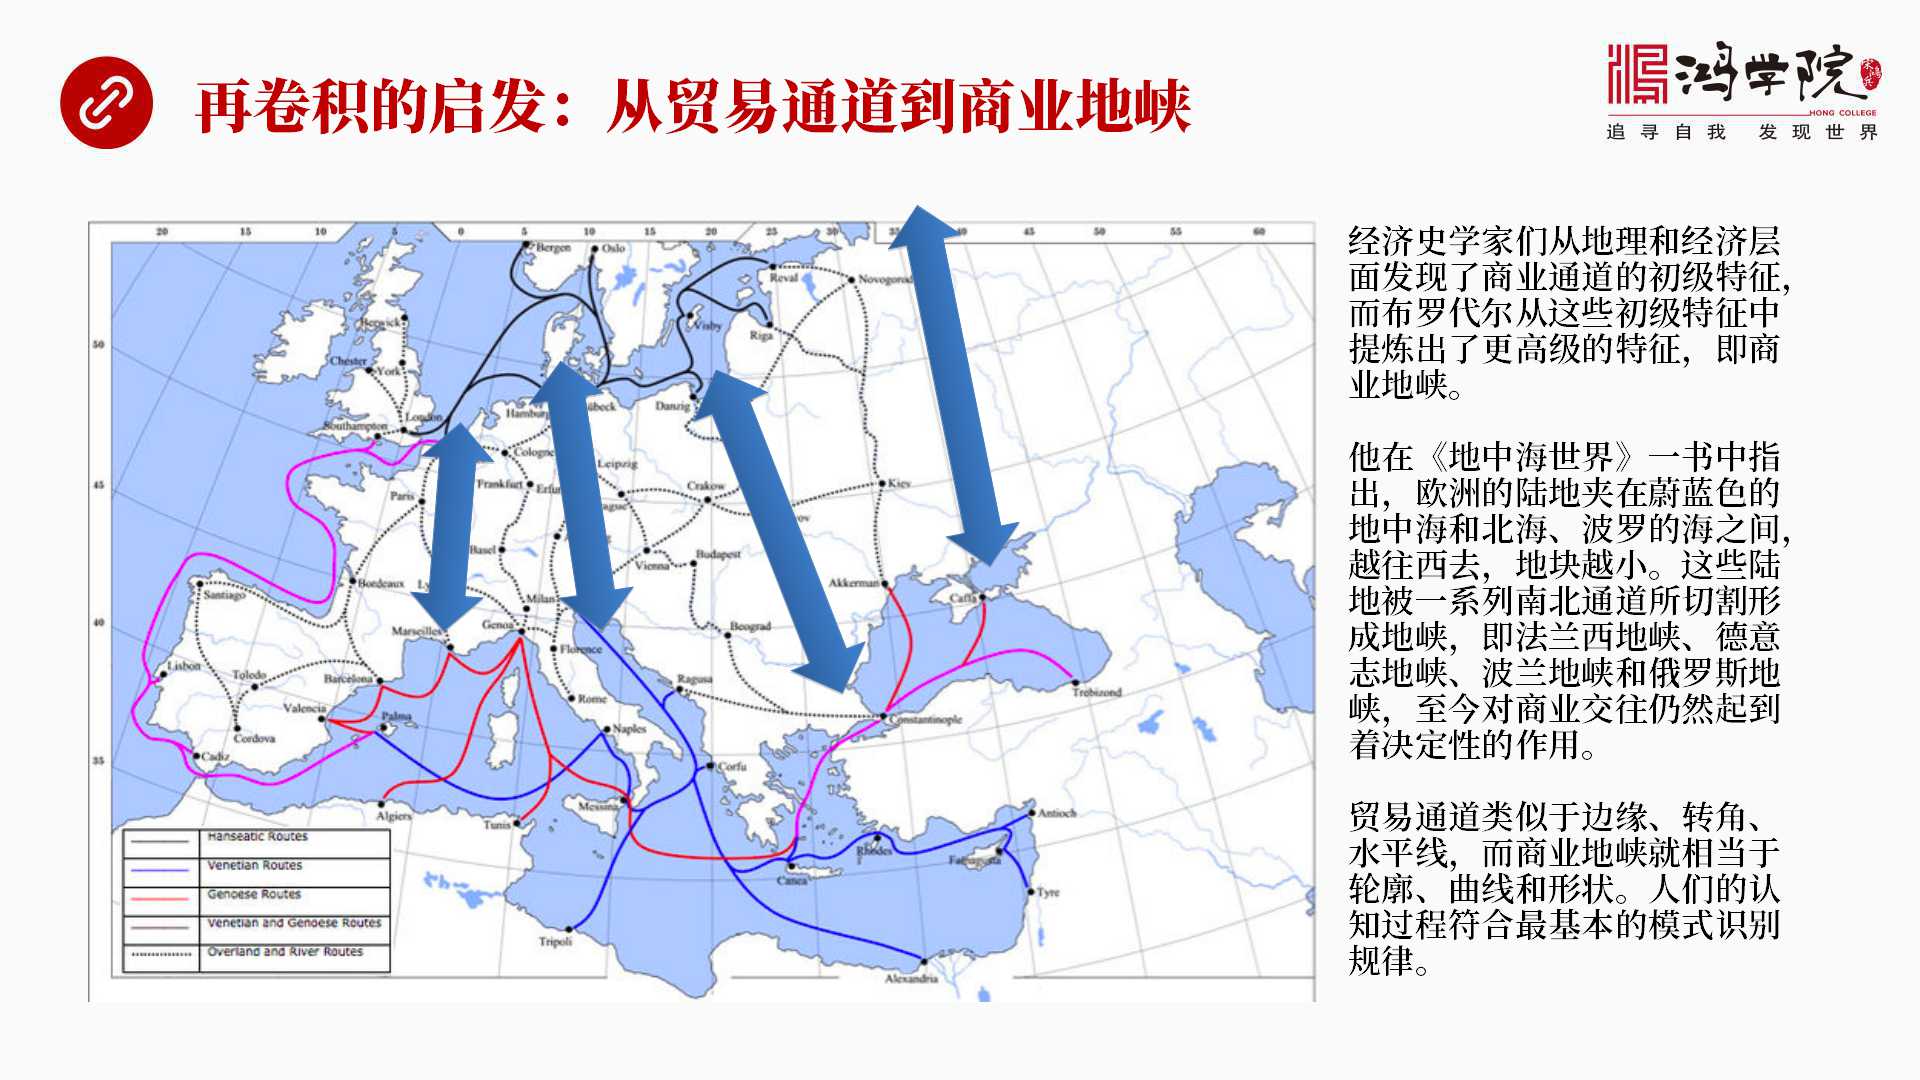 再卷积的启发：从贸易通道到商业地峡
鸿学院
HONG COLLEGE
追寻自我 发现世界
20 15 10 5 0 5 10 15 20 25 30 35 40 45 50 55 60
Bergen
Oslo
Reval
Novogorod
Berwick
Visby
Riga
50
Chester
York
London
Hamburg
Danzig
Southampton
Cologne
Leipzig
45
Paris
Frankfurt
Crakow
Kiev
Basel
Budapest
Vienna
Bordeaux
Akkerman
Santiago
Milan
Caffa
40
Marseilles
Genoa
Beograd
Florence
Lisbon
Toledo
Barcelona
Ragusa
Trebizond
Valencia
Palma
Rome
Constantinople
Cordova
Naples
35
Cadiz
Corfu
Messina
Algiers
Tunis
Antioch
Rhodes
Famagusta
Canea
Tyre
Tripoli
Alexandria
Hanseatic Routes
Venetian Routes
Genoese Routes
Venetian and Genoese Routes
Overland and River Routes
经济史学家们从地理和经济层
面发现了商业通道的初级特征，
而布罗代尔从这些初级特征中
提炼出了更高级的特征，即商
业地峡。
他在《地中海世界》一书中指
出，欧洲的陆地夹在蔚蓝色的
地中海和北海、波罗的海之间，
越往西去，地块越小。这些陆
地被一系列南北通道所切割形
成地峡，即法兰西地峡、德意
志地峡、波兰地峡和俄罗斯地
峡，至今对商业交往仍然起到
着决定性的作用。
贸易通道类似于边缘、转角、
水平线，而商业地峡就相当于
轮廓、曲线和形状。人们的认
知过程符合最基本的模式识别
规律。